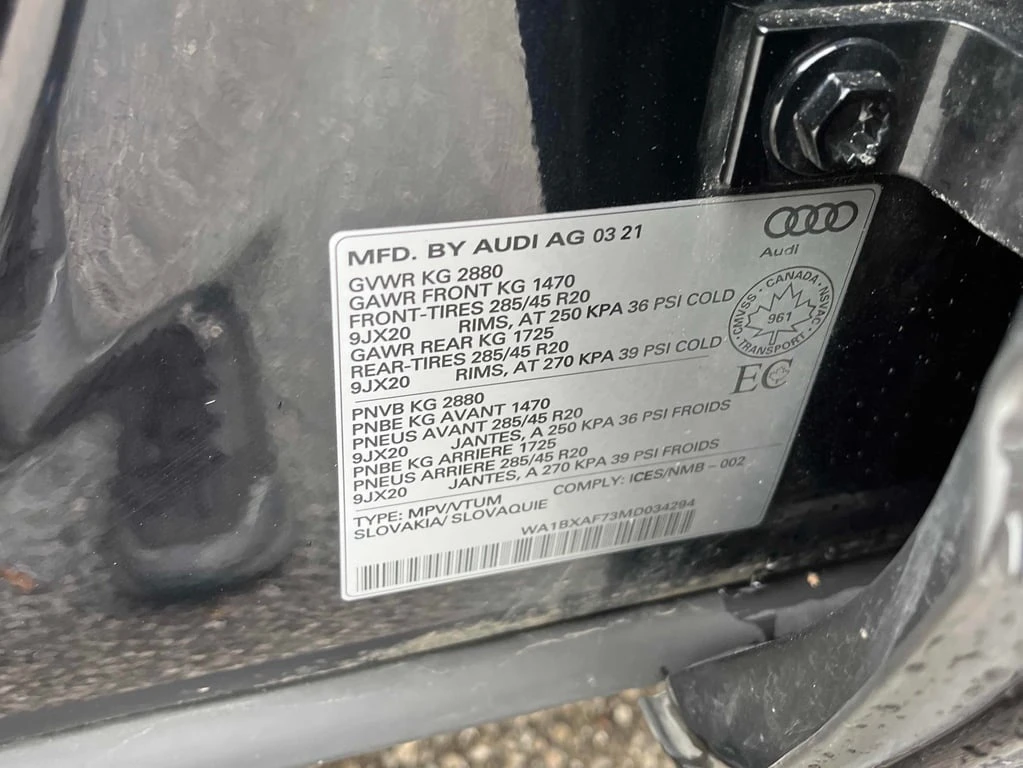 MFD. BY AUDI AG 03 21
Audi
GVWR KG 2880
GAWR FRONT KG 1470
FRONT-TIRES 285/45 R20
9JX20 RIMS, AT 250 KPA 36 PSI COLD
GAWR REAR KG 1725
REAR-TIRES 285/45 R20
9JX20 RIMS, AT 270 KPA 39 PSI COLD
CMVSS · CANADA · NSVAC
961
· TRANSPORT ·
EC
PNVB KG 2880
PNBE KG AVANT 1470
PNEUS AVANT 285/45 R20
9JX20 JANTES, A 250 KPA 36 PSI FROIDS
PNBE KG ARRIERE 1725
PNEUS ARRIERE 285/45 R20
9JX20 JANTES, A 270 KPA 39 PSI FROIDS
TYPE: MPV/VTUM COMPLY: ICES/NMB - 002
SLOVAKIA/ SLOVAQUIE
WA1BXAF73MD034294